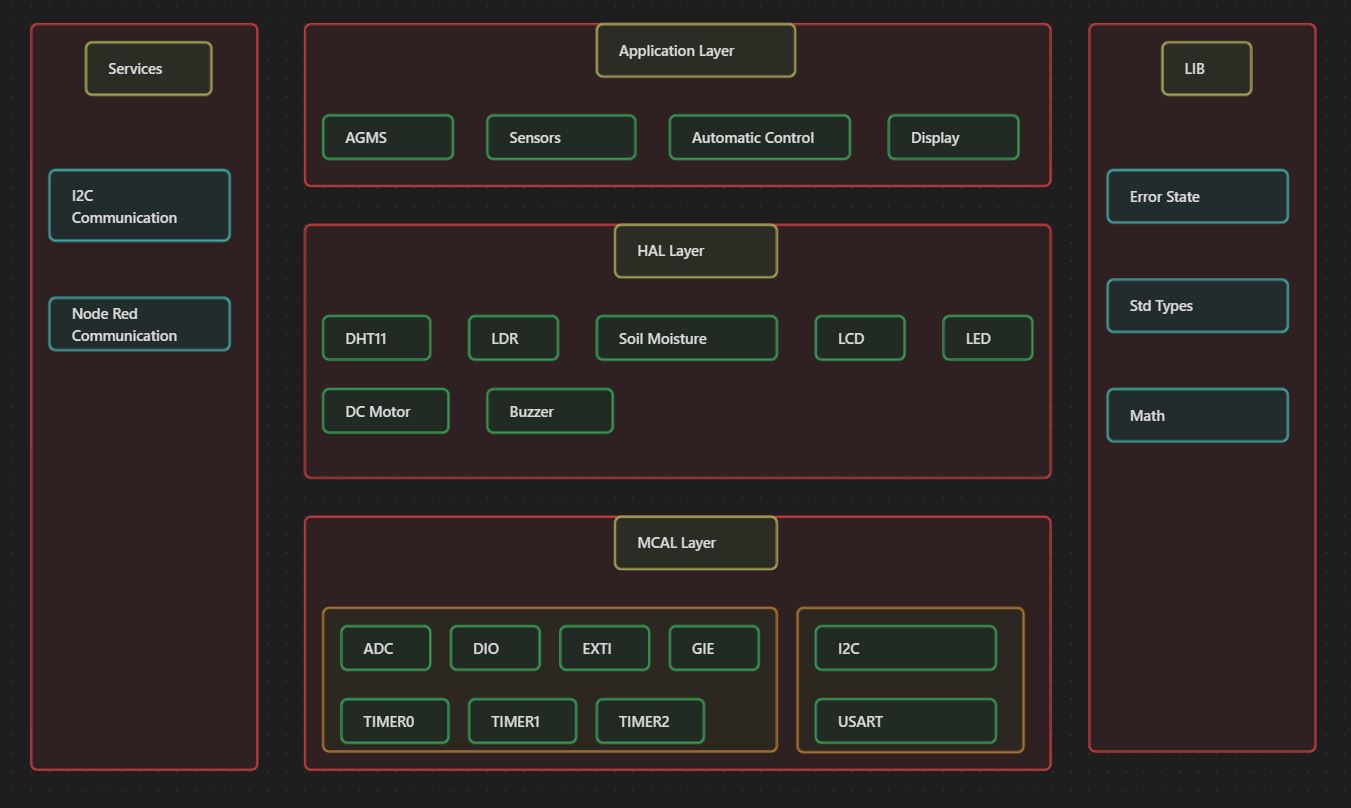 Services
I2C
Communication
Node Red
Communication
Application Layer
AGMS
Sensors
Automatic Control
Display
HAL Layer
DHT11
LDR
Soil Moisture
LCD
LED
DC Motor
Buzzer
MCAL Layer
ADC
DIO
EXTI
GIE
TIMER0
TIMER1
TIMER2
I2C
USART
LIB
Error State
Std Types
Math